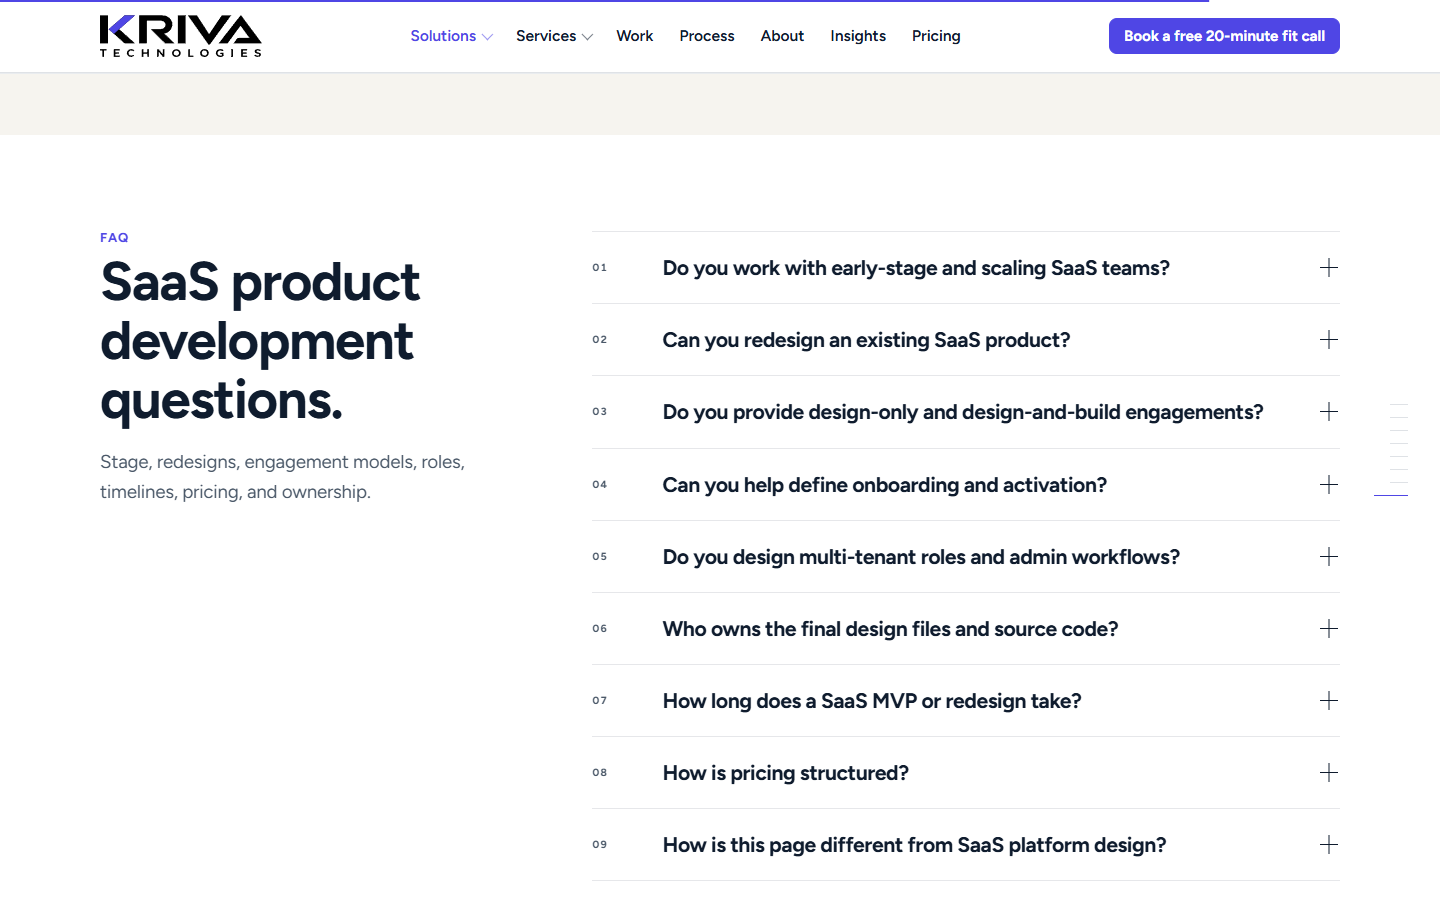 KRIVA
TECHNOLOGIES
Solutions
Services
Work
Process
About
Insights
Pricing
Book a free 20-minute fit call
FAQ
SaaS product
development
questions.
Stage, redesigns, engagement models, roles,
timelines, pricing, and ownership.
01 Do you work with early-stage and scaling SaaS teams?
02 Can you redesign an existing SaaS product?
03 Do you provide design-only and design-and-build engagements?
04 Can you help define onboarding and activation?
05 Do you design multi-tenant roles and admin workflows?
06 Who owns the final design files and source code?
07 How long does a SaaS MVP or redesign take?
08 How is pricing structured?
09 How is this page different from SaaS platform design?